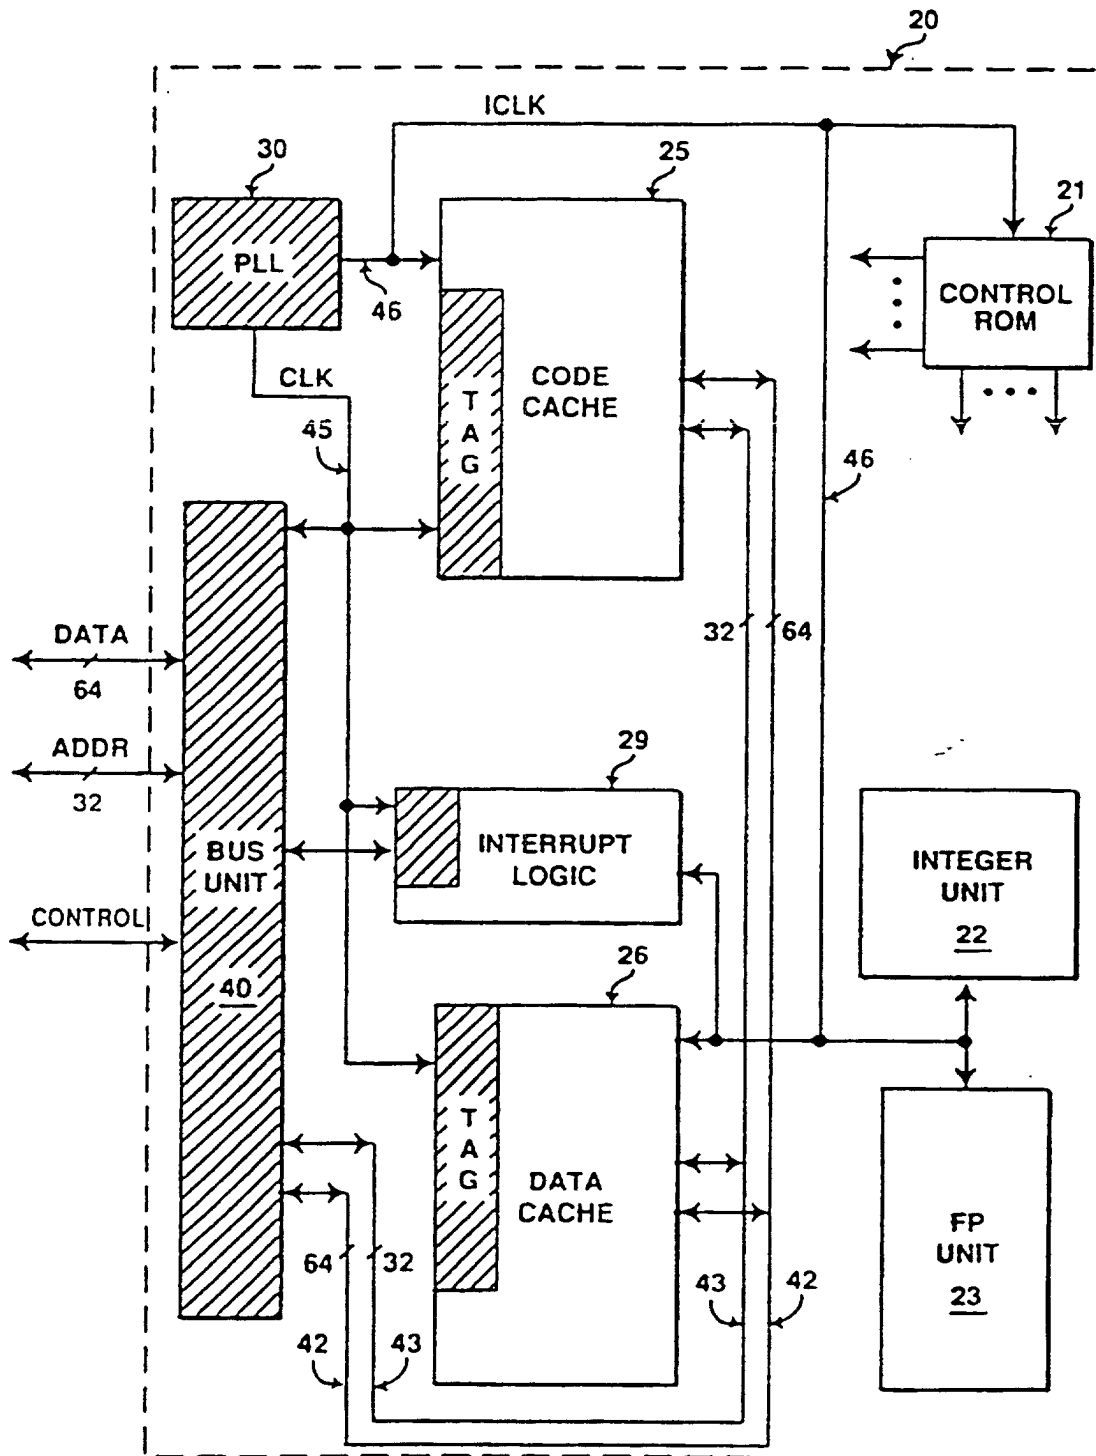 20
ICLK
30
25
21
PLL
46
CONTROL
ROM
CLK
CODE
CACHE
TAG
45
46
32
64
DATA
64
ADDR
32
29
INTERRUPT
LOGIC
BUS
UNIT
40
INTEGER
UNIT
22
CONTROL
26
TAG
DATA
CACHE
FP
UNIT
23
64
32
43
42
42
43